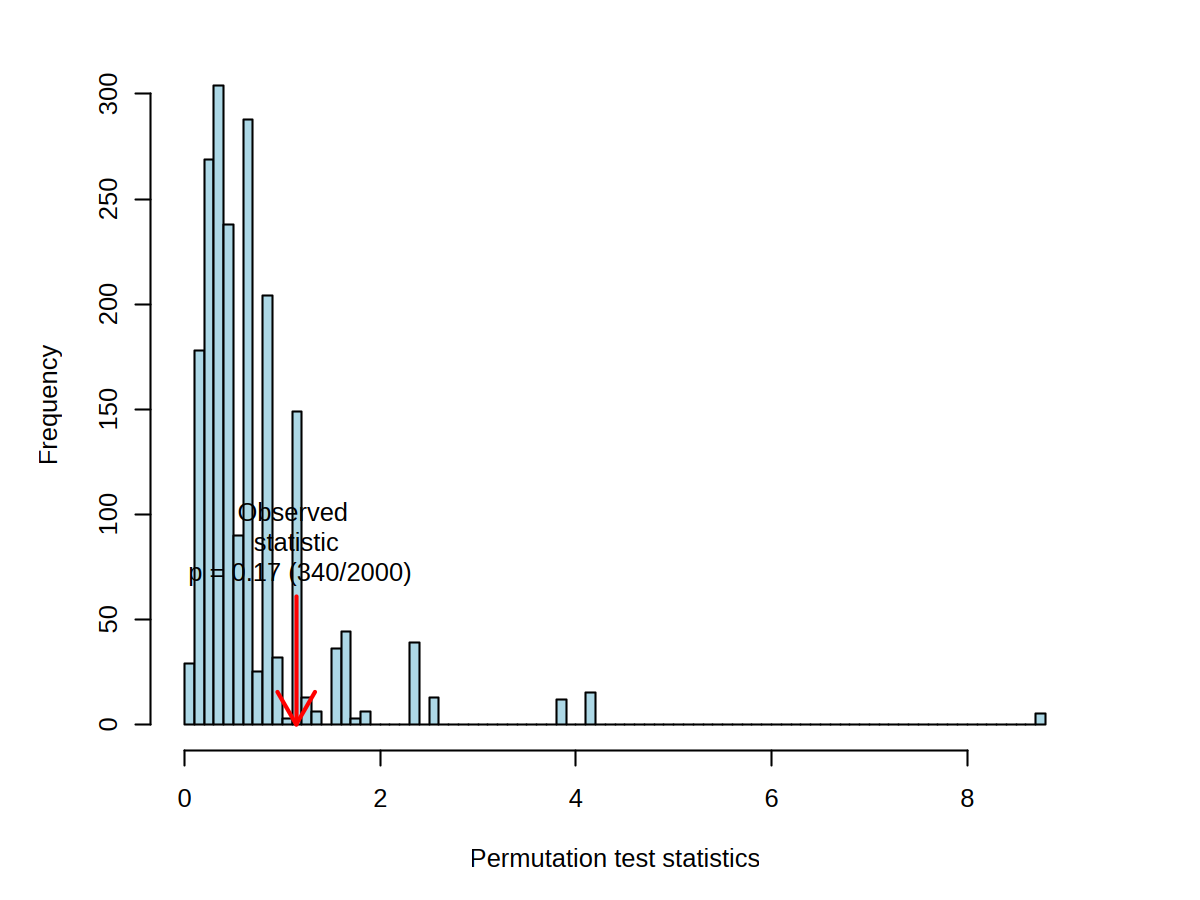 300
250
200
150
100
50
0
Frequency
Observed
statistic
p = 0.17 (340/2000)
0 2 4 6 8
Permutation test statistics